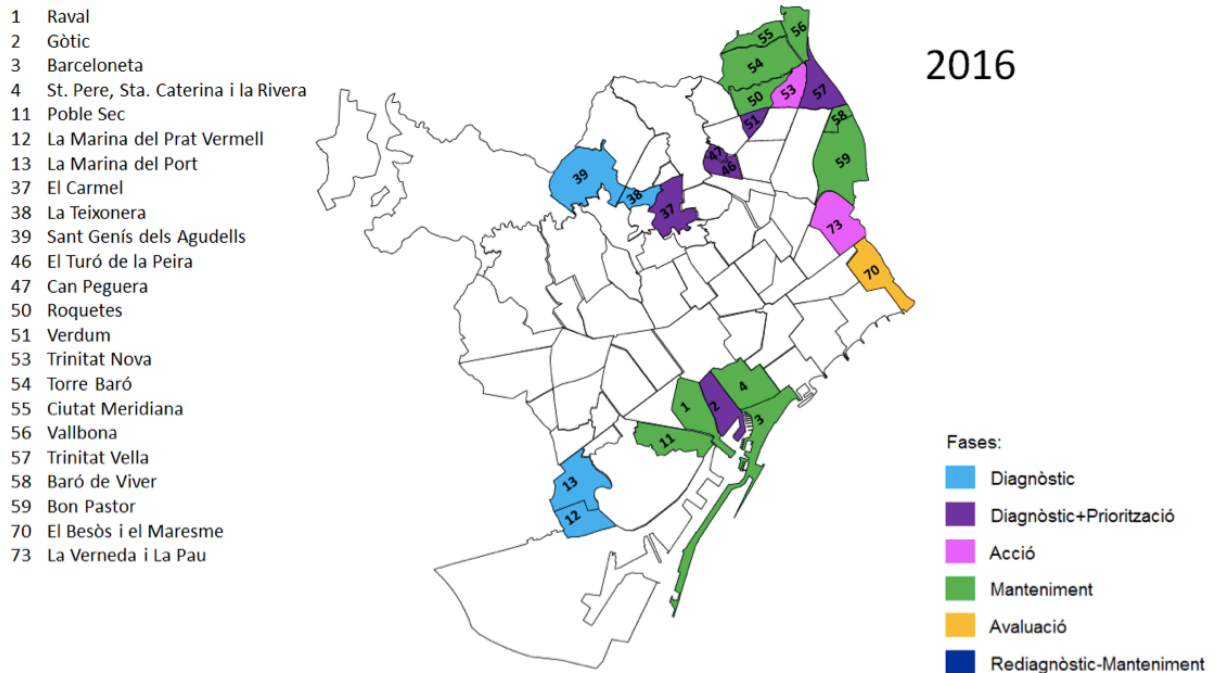 1 Raval
2 Gòtic
3 Barceloneta
4 St. Pere, Sta. Caterina i la Rivera
11 Poble Sec
12 La Marina del Prat Vermell
13 La Marina del Port
37 El Carmel
38 La Teixonera
39 Sant Genís dels Agudells
46 El Turó de la Peira
47 Can Peguera
50 Roquetes
51 Verdum
53 Trinitat Nova
54 Torre Baró
55 Ciutat Meridiana
56 Vallbona
57 Trinitat Vella
58 Baró de Viver
59 Bon Pastor
70 El Besòs i el Maresme
73 La Verneda i La Pau
2016
55
56
54
50
53
57
51
58
47
46
59
39
38
37
73
70
1
2
4
3
11
13
12
Fases:
Diagnòstic
Diagnòstic+Priorització
Acció
Manteniment
Avaluació
Rediagnòstic-Manteniment